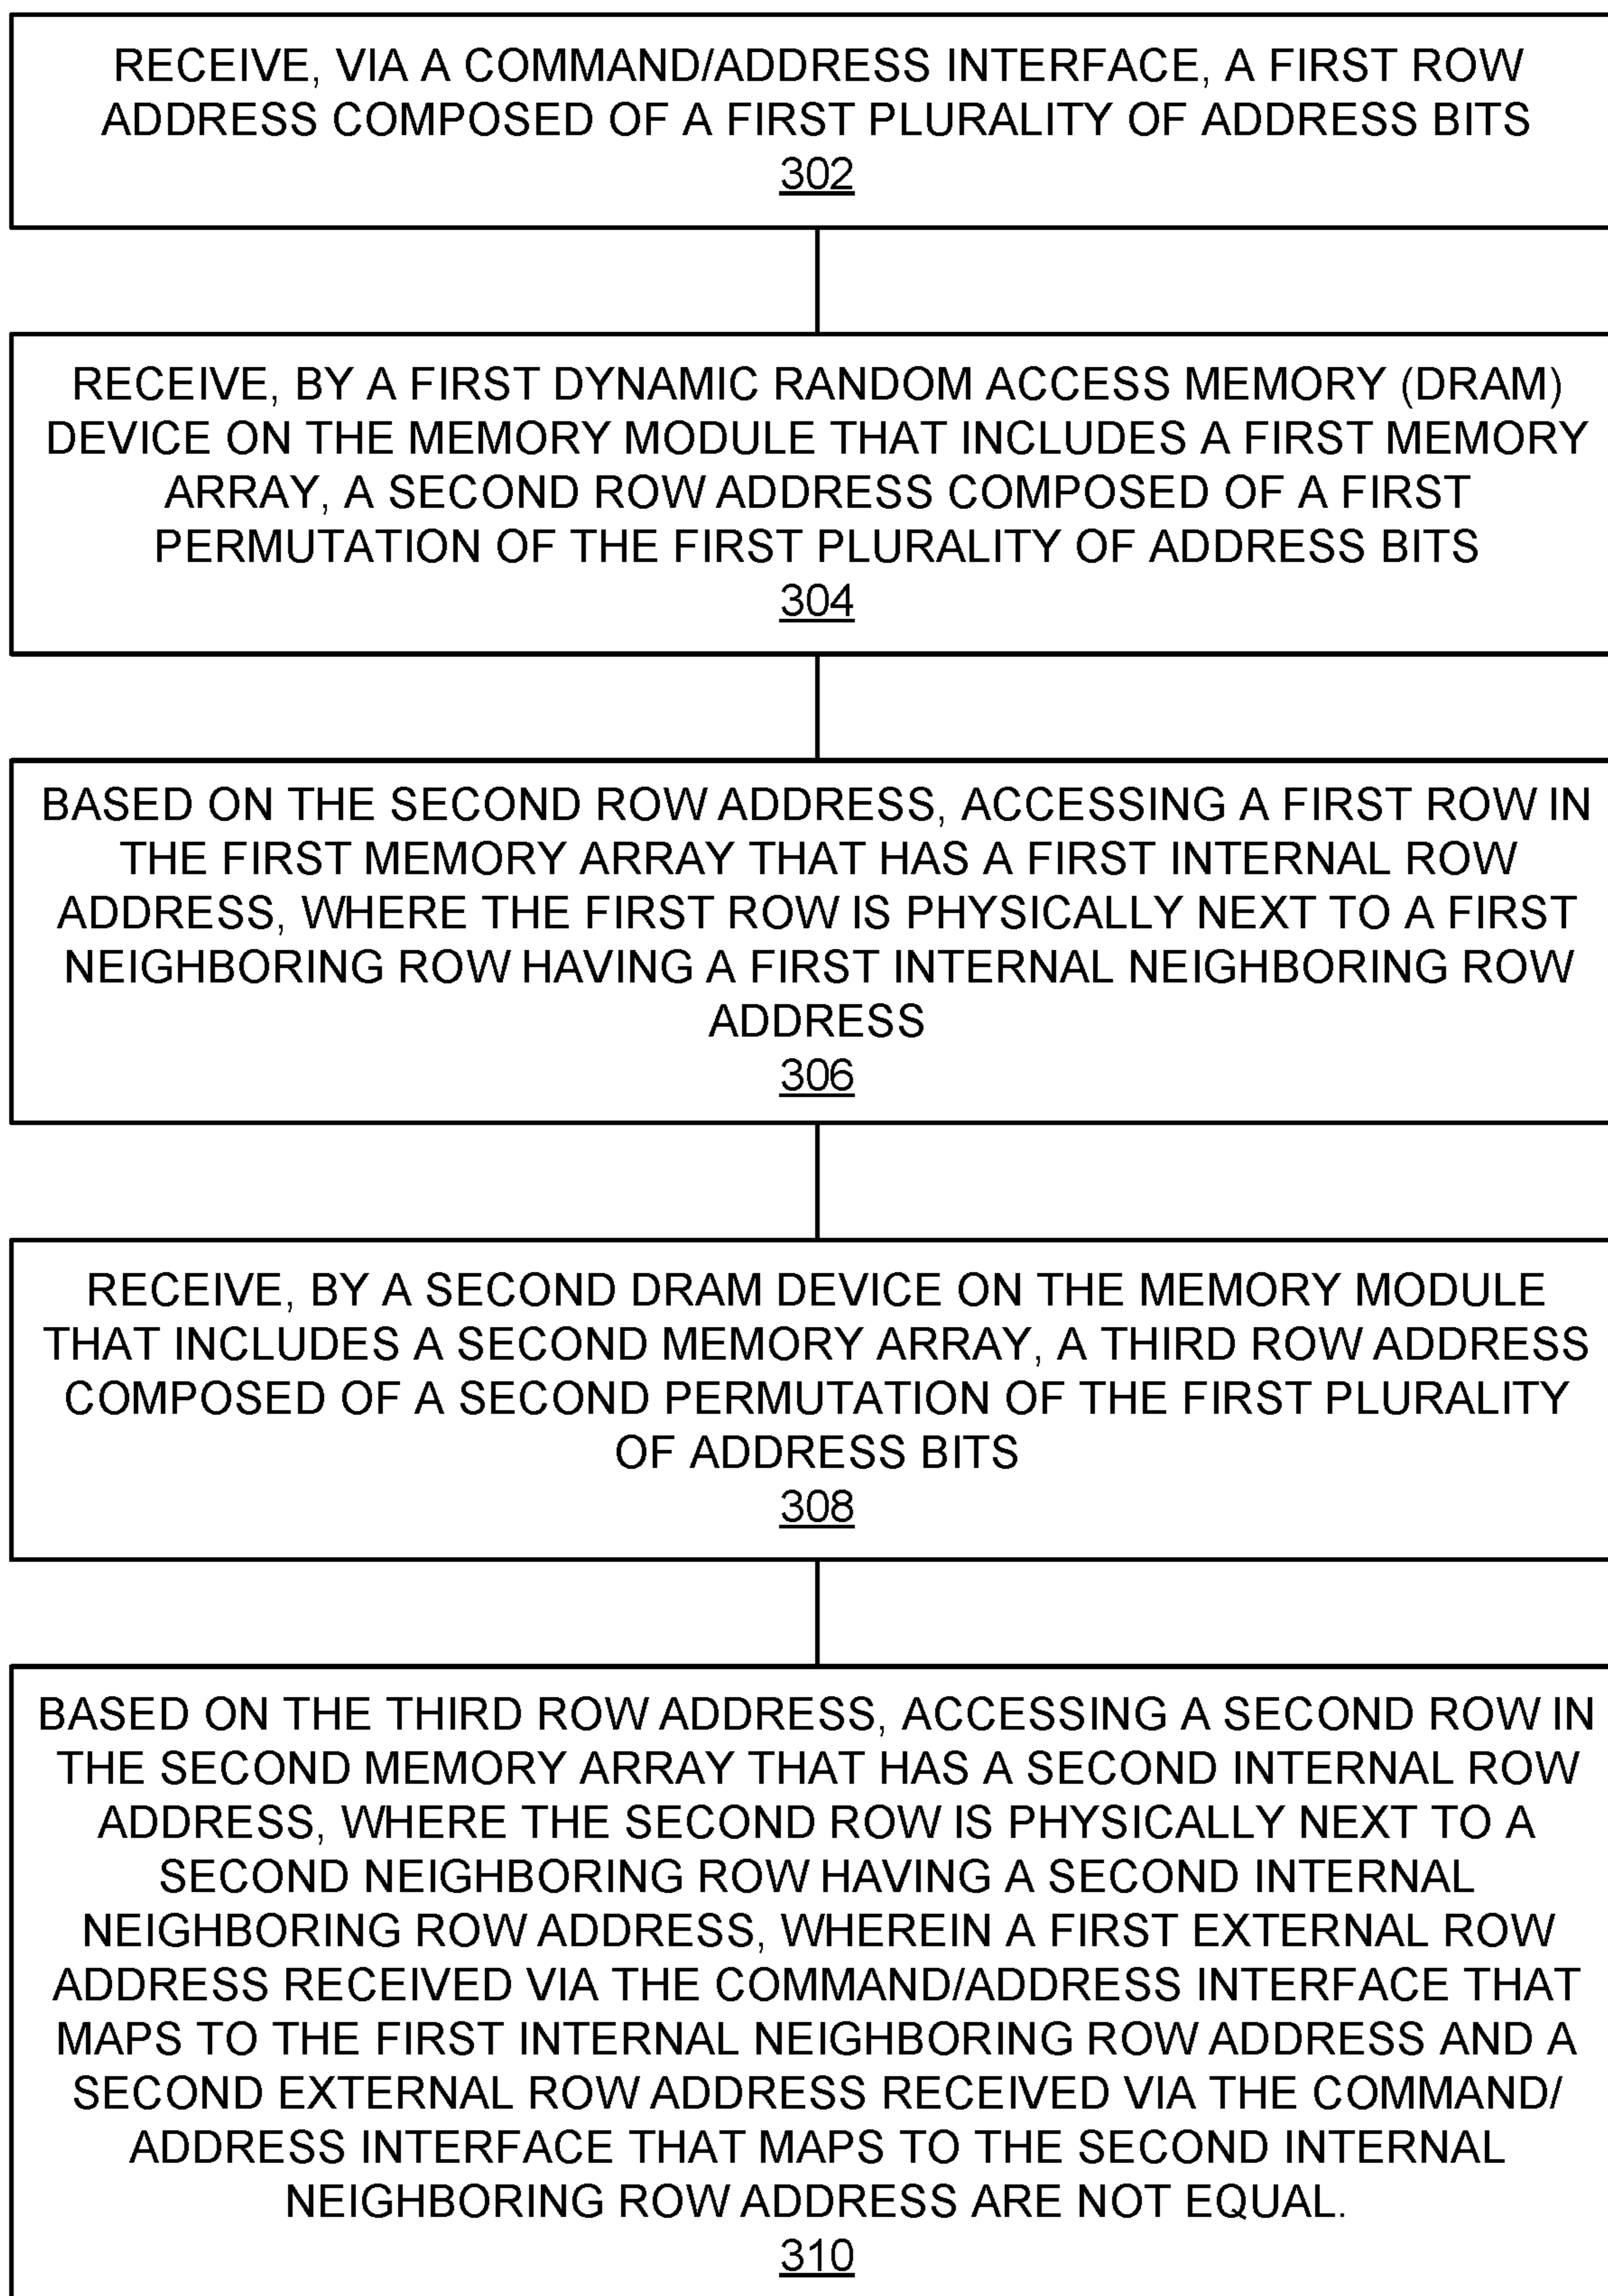 RECEIVE, VIA A COMMAND/ADDRESS INTERFACE, A FIRST ROW
ADDRESS COMPOSED OF A FIRST PLURALITY OF ADDRESS BITS
302
RECEIVE, BY A FIRST DYNAMIC RANDOM ACCESS MEMORY (DRAM)
DEVICE ON THE MEMORY MODULE THAT INCLUDES A FIRST MEMORY
ARRAY, A SECOND ROW ADDRESS COMPOSED OF A FIRST
PERMUTATION OF THE FIRST PLURALITY OF ADDRESS BITS
304
BASED ON THE SECOND ROW ADDRESS, ACCESSING A FIRST ROW IN
THE FIRST MEMORY ARRAY THAT HAS A FIRST INTERNAL ROW
ADDRESS, WHERE THE FIRST ROW IS PHYSICALLY NEXT TO A FIRST
NEIGHBORING ROW HAVING A FIRST INTERNAL NEIGHBORING ROW
ADDRESS
306
RECEIVE, BY A SECOND DRAM DEVICE ON THE MEMORY MODULE
THAT INCLUDES A SECOND MEMORY ARRAY, A THIRD ROW ADDRESS
COMPOSED OF A SECOND PERMUTATION OF THE FIRST PLURALITY
OF ADDRESS BITS
308
BASED ON THE THIRD ROW ADDRESS, ACCESSING A SECOND ROW IN
THE SECOND MEMORY ARRAY THAT HAS A SECOND INTERNAL ROW
ADDRESS, WHERE THE SECOND ROW IS PHYSICALLY NEXT TO A
SECOND NEIGHBORING ROW HAVING A SECOND INTERNAL
NEIGHBORING ROW ADDRESS, WHEREIN A FIRST EXTERNAL ROW
ADDRESS RECEIVED VIA THE COMMAND/ADDRESS INTERFACE THAT
MAPS TO THE FIRST INTERNAL NEIGHBORING ROW ADDRESS AND A
SECOND EXTERNAL ROW ADDRESS RECEIVED VIA THE COMMAND/
ADDRESS INTERFACE THAT MAPS TO THE SECOND INTERNAL
NEIGHBORING ROW ADDRESS ARE NOT EQUAL.
310